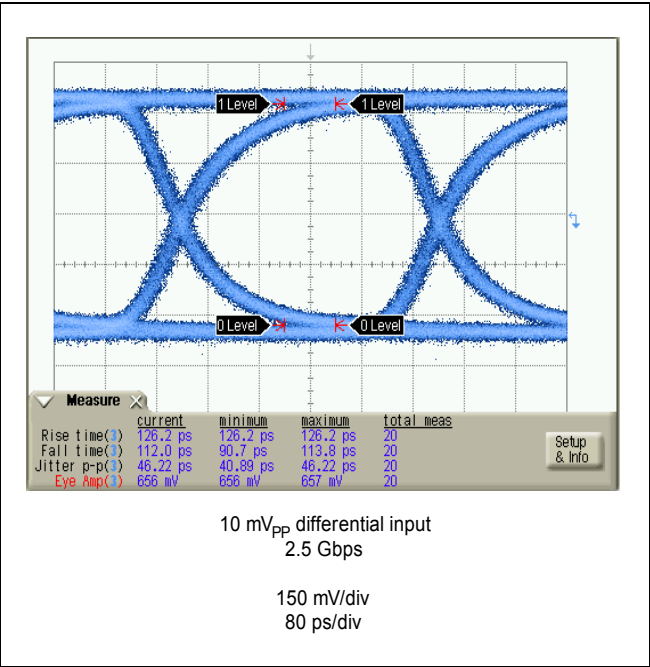 1 Level 1 Level
0 Level 0 Level
Measure
current minimum maximum total meas
Rise time(3) 126.2 ps 126.2 ps 126.2 ps 20
Fall time(3) 112.0 ps 90.7 ps 113.8 ps 20
Jitter p-p(3) 46.22 ps 40.89 ps 46.22 ps 20
Eye Amp(3) 656 mV 656 mV 657 mV 20
Setup
& Info
10 mVPP differential input
2.5 Gbps
150 mV/div
80 ps/div